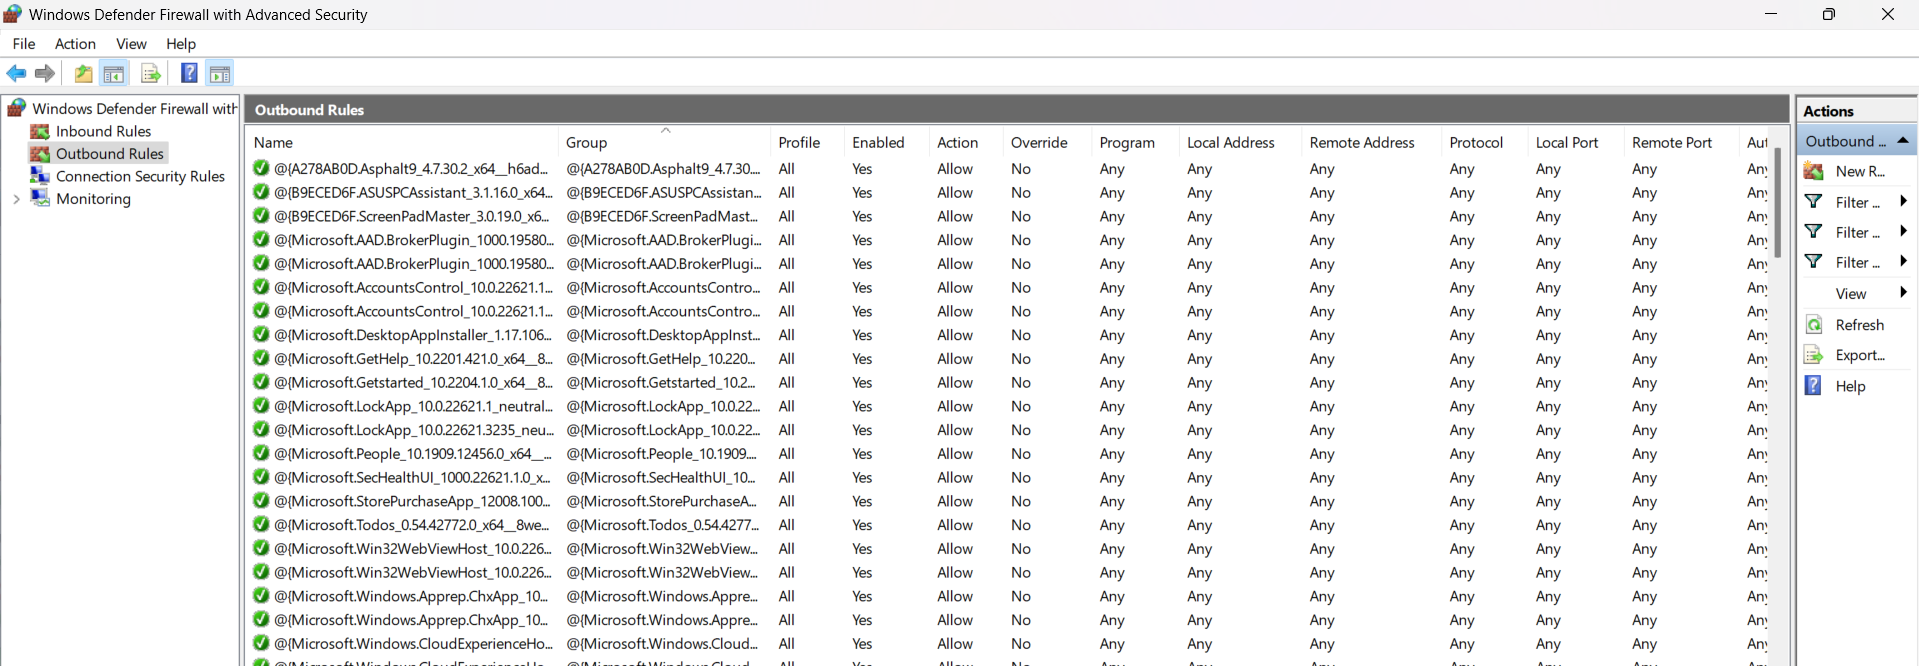 Windows Defender Firewall with Advanced Security
File Action View Help
Windows Defender Firewall with
Inbound Rules
Outbound Rules
Connection Security Rules
Monitoring
Outbound Rules
Name Group Profile Enabled Action Override Program Local Address Remote Address Protocol Local Port Remote Port Aut
@{A278AB0D.Asphalt9_4.7.30.2_x64__h6ad... @{A278AB0D.Asphalt9_4.7.30.... All Yes Allow No Any Any Any Any Any Any Any
@{B9ECED6F.ASUSPCAssistant_3.1.16.0_x64... @{B9ECED6F.ASUSPCAssistan... All Yes Allow No Any Any Any Any Any Any Any
@{B9ECED6F.ScreenPadMaster_3.0.19.0_x6... @{B9ECED6F.ScreenPadMast... All Yes Allow No Any Any Any Any Any Any Any
@{Microsoft.AAD.BrokerPlugin_1000.19580... @{Microsoft.AAD.BrokerPlugi... All Yes Allow No Any Any Any Any Any Any Any
@{Microsoft.AAD.BrokerPlugin_1000.19580... @{Microsoft.AAD.BrokerPlugi... All Yes Allow No Any Any Any Any Any Any Any
@{Microsoft.AccountsControl_10.0.22621.1... @{Microsoft.AccountsContro... All Yes Allow No Any Any Any Any Any Any Any
@{Microsoft.AccountsControl_10.0.22621.1... @{Microsoft.AccountsContro... All Yes Allow No Any Any Any Any Any Any Any
@{Microsoft.DesktopAppInstaller_1.17.106... @{Microsoft.DesktopAppInst... All Yes Allow No Any Any Any Any Any Any Any
@{Microsoft.GetHelp_10.2201.421.0_x64__8... @{Microsoft.GetHelp_10.220... All Yes Allow No Any Any Any Any Any Any Any
@{Microsoft.Getstarted_10.2204.1.0_x64__8... @{Microsoft.Getstarted_10.2... All Yes Allow No Any Any Any Any Any Any Any
@{Microsoft.LockApp_10.0.22621.1_neutral... @{Microsoft.LockApp_10.0.22... All Yes Allow No Any Any Any Any Any Any Any
@{Microsoft.LockApp_10.0.22621.3235_neu... @{Microsoft.LockApp_10.0.22... All Yes Allow No Any Any Any Any Any Any Any
@{Microsoft.People_10.1909.12456.0_x64__... @{Microsoft.People_10.1909.... All Yes Allow No Any Any Any Any Any Any Any
@{Microsoft.SecHealthUI_1000.22621.1.0_x... @{Microsoft.SecHealthUI_10... All Yes Allow No Any Any Any Any Any Any Any
@{Microsoft.StorePurchaseApp_12008.100... @{Microsoft.StorePurchaseA... All Yes Allow No Any Any Any Any Any Any Any
@{Microsoft.Todos_0.54.42772.0_x64__8we... @{Microsoft.Todos_0.54.4277... All Yes Allow No Any Any Any Any Any Any Any
@{Microsoft.Win32WebViewHost_10.0.226... @{Microsoft.Win32WebView... All Yes Allow No Any Any Any Any Any Any Any
@{Microsoft.Win32WebViewHost_10.0.226... @{Microsoft.Win32WebView... All Yes Allow No Any Any Any Any Any Any Any
@{Microsoft.Windows.Apprep.ChxApp_10... @{Microsoft.Windows.Appre... All Yes Allow No Any Any Any Any Any Any Any
@{Microsoft.Windows.Apprep.ChxApp_10... @{Microsoft.Windows.Appre... All Yes Allow No Any Any Any Any Any Any Any
@{Microsoft.Windows.CloudExperienceHo... @{Microsoft.Windows.Cloud... All Yes Allow No Any Any Any Any Any Any Any
Actions
Outbound ...
New R...
Filter ...
Filter ...
Filter ...
View
Refresh
Export...
Help